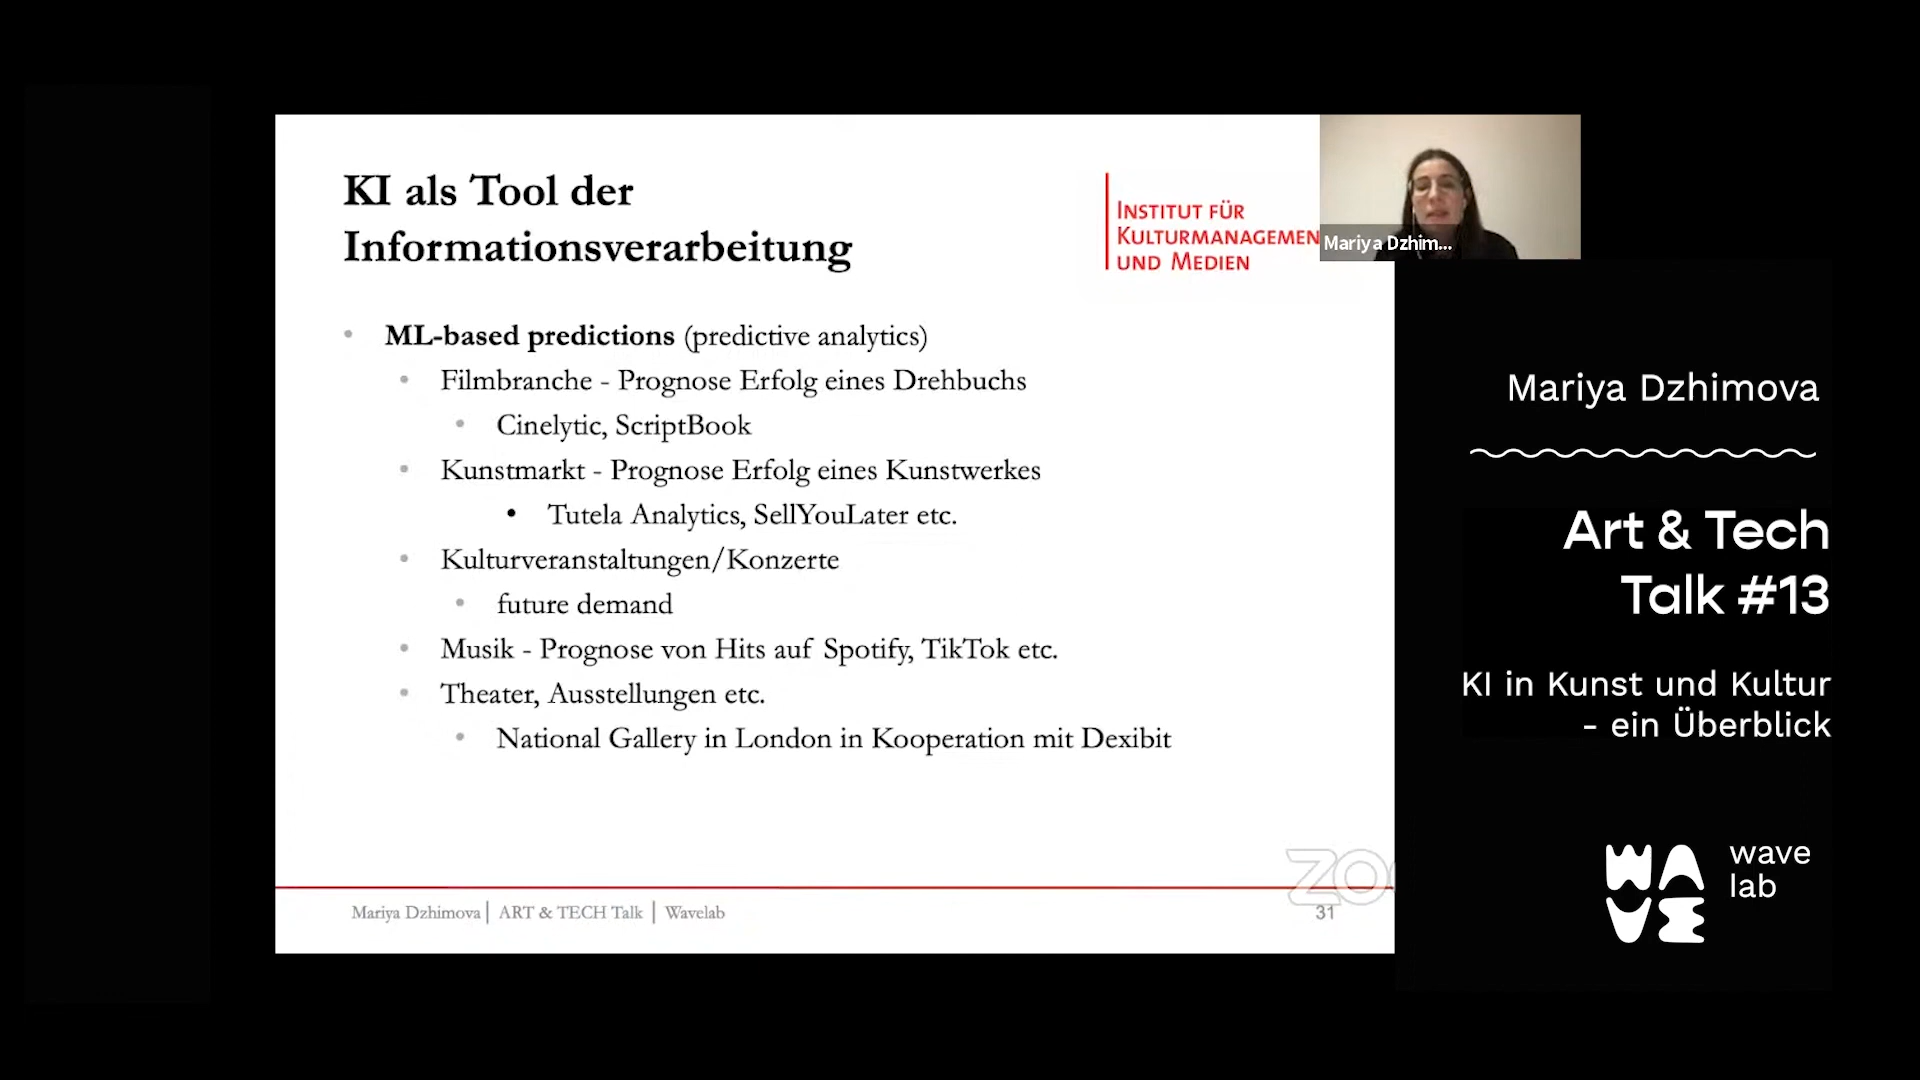 KI als Tool der
Informationsverarbeitung
INSTITUT FÜR
KULTURMANAGEMEN
UND MEDIEN
Mariya Dzhim...
• ML-based predictions (predictive analytics)
• Filmbranche - Prognose Erfolg eines Drehbuchs
• Cinelytic, ScriptBook
• Kunstmarkt - Prognose Erfolg eines Kunstwerkes
• Tutela Analytics, SellYouLater etc.
• Kulturveranstaltungen/Konzerte
• future demand
• Musik - Prognose von Hits auf Spotify, TikTok etc.
• Theater, Ausstellungen etc.
• National Gallery in London in Kooperation mit Dexibit
Mariya Dzhimova | ART & TECH Talk | Wavelab
31
ZO
Mariya Dzhimova
Art & Tech
Talk #13
KI in Kunst und Kultur
- ein Überblick
WA
VE
wave
lab